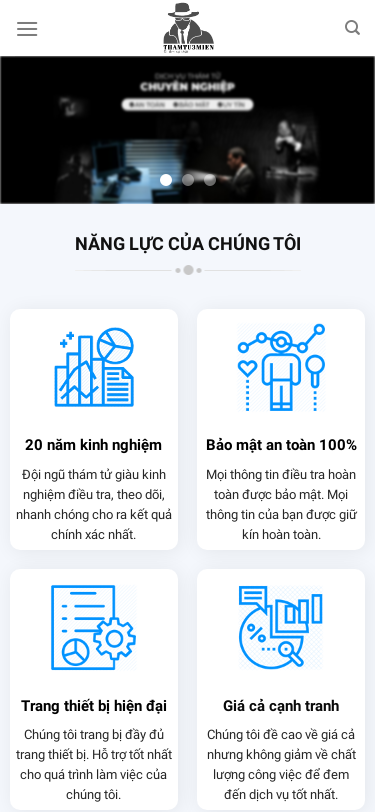 THAMTU3MIEN
DỊCH VỤ THÁM TỬ
CHUYÊN NGHIỆP
AN TOÀN BẢO MẬT UY TÍN
NĂNG LỰC CỦA CHÚNG TÔI
20 năm kinh nghiệm
Đội ngũ thám tử giàu kinh
nghiệm điều tra, theo dõi,
nhanh chóng cho ra kết quả
chính xác nhất.
Bảo mật an toàn 100%
Mọi thông tin điều tra hoàn
toàn được bảo mật. Mọi
thông tin của bạn được giữ
kín hoàn toàn.
Trang thiết bị hiện đại
Chúng tôi trang bị đầy đủ
trang thiết bị. Hỗ trợ tốt nhất
cho quá trình làm việc của
chúng tôi.
Giá cả cạnh tranh
Chúng tôi đề cao về giá cả
nhưng không giảm về chất
lượng công việc để đem
đến dịch vụ tốt nhất.